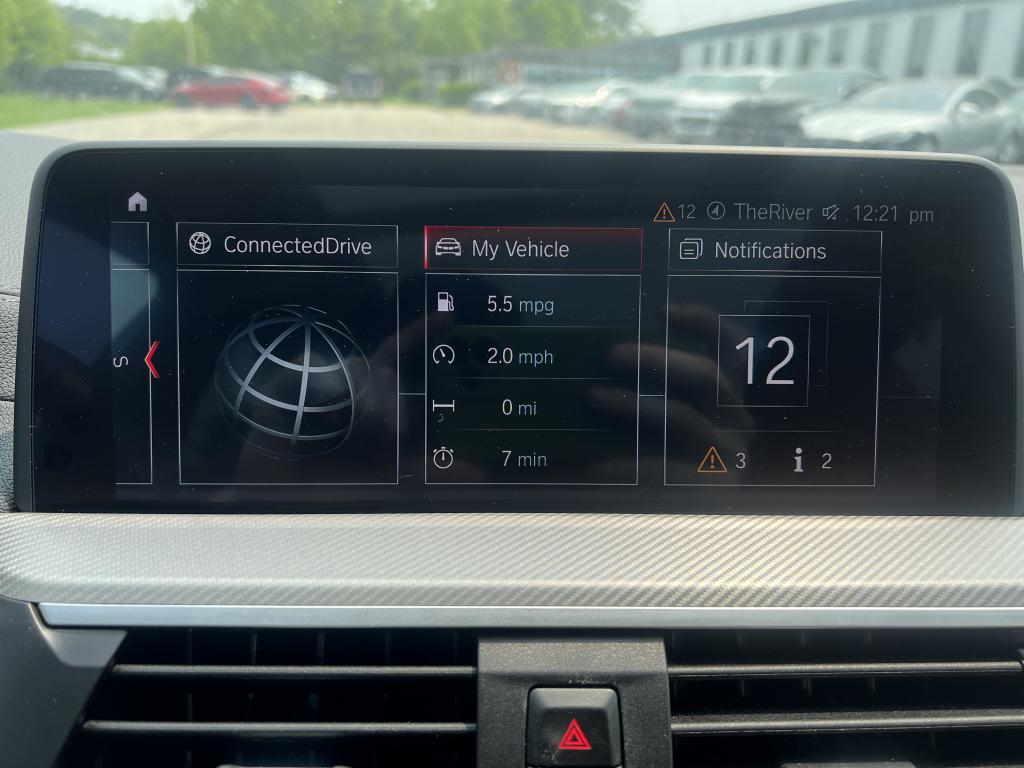 12 TheRiver 12:21 pm
ConnectedDrive
My Vehicle
Notifications
5.5 mpg
2.0 mph
0 mi
7 min
S
12
3
i 2